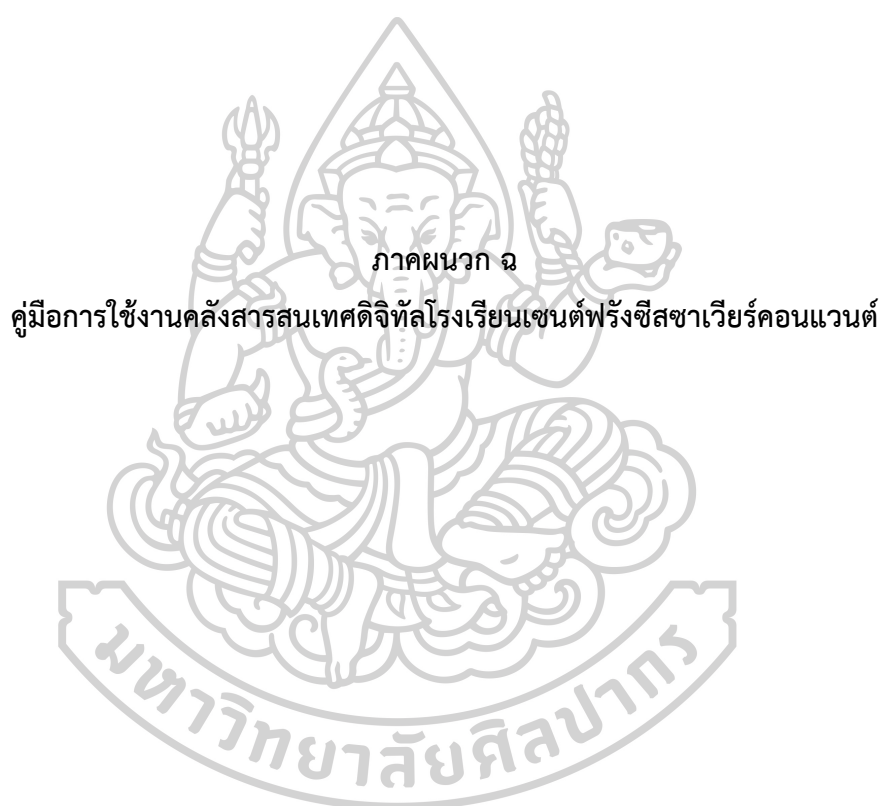 ภาคผนวก ฉ
คู่มือการใช้งานคลังสารสนเทศดิจิทัลโรงเรียนเซนต์ฟรังซีสซาเวียร์คอนแวนต์
มหาวิทยาลัยศิลปากร